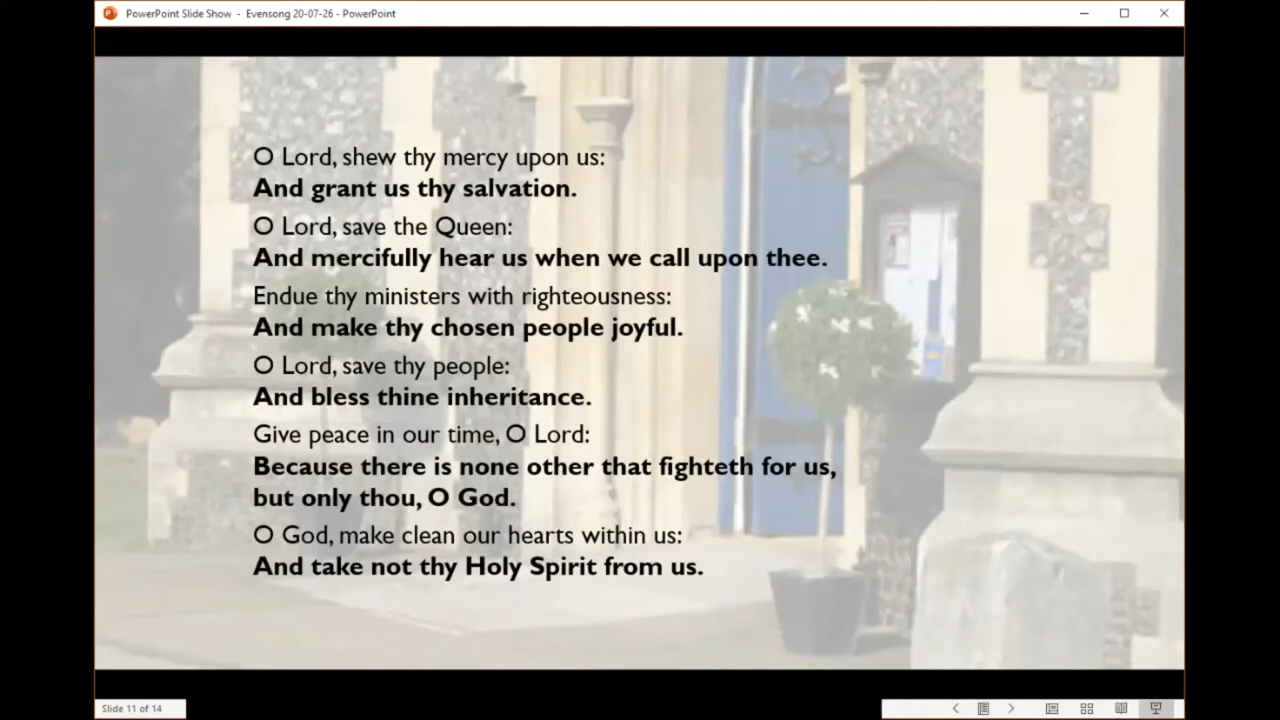 PowerPoint Slide Show - Evensong 20-07-26 - PowerPoint
O Lord, shew thy mercy upon us:
And grant us thy salvation.
O Lord, save the Queen:
And mercifully hear us when we call upon thee.
Endue thy ministers with righteousness:
And make thy chosen people joyful.
O Lord, save thy people:
And bless thine inheritance.
Give peace in our time, O Lord:
Because there is none other that fighteth for us,
but only thou, O God.
O God, make clean our hearts within us:
And take not thy Holy Spirit from us.
Slide 11 of 14